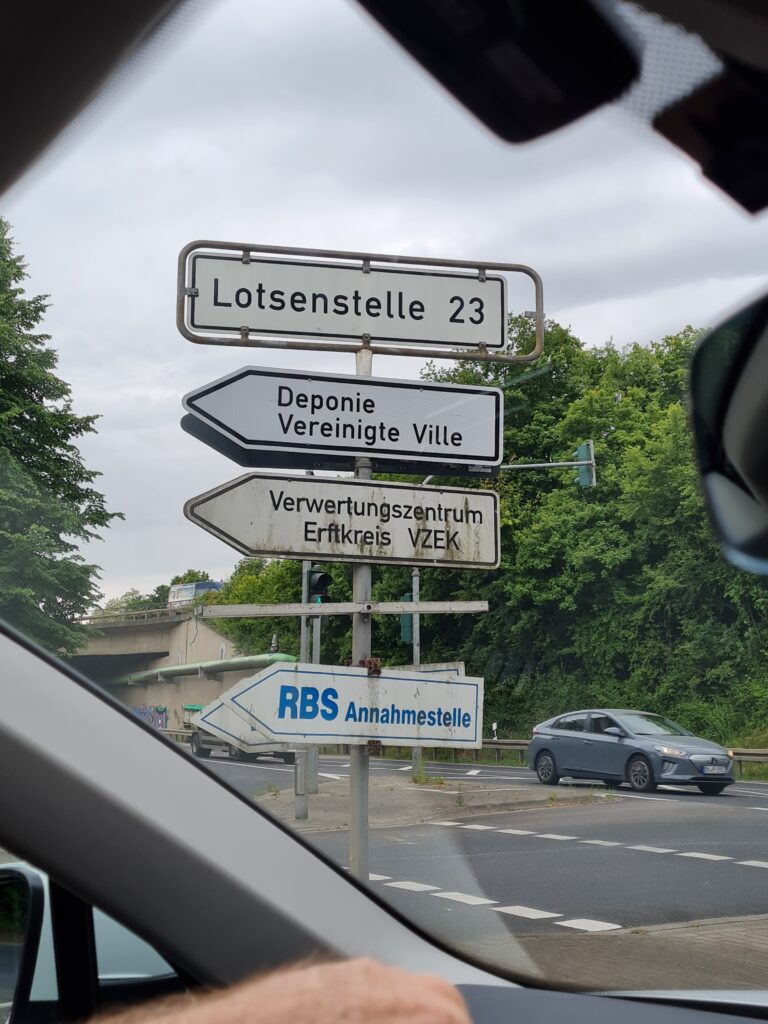 Lotsenstelle 23
Deponie
Vereinigte Ville
Verwertungszentrum
Erftkreis VZEK
RBS Annahmestelle